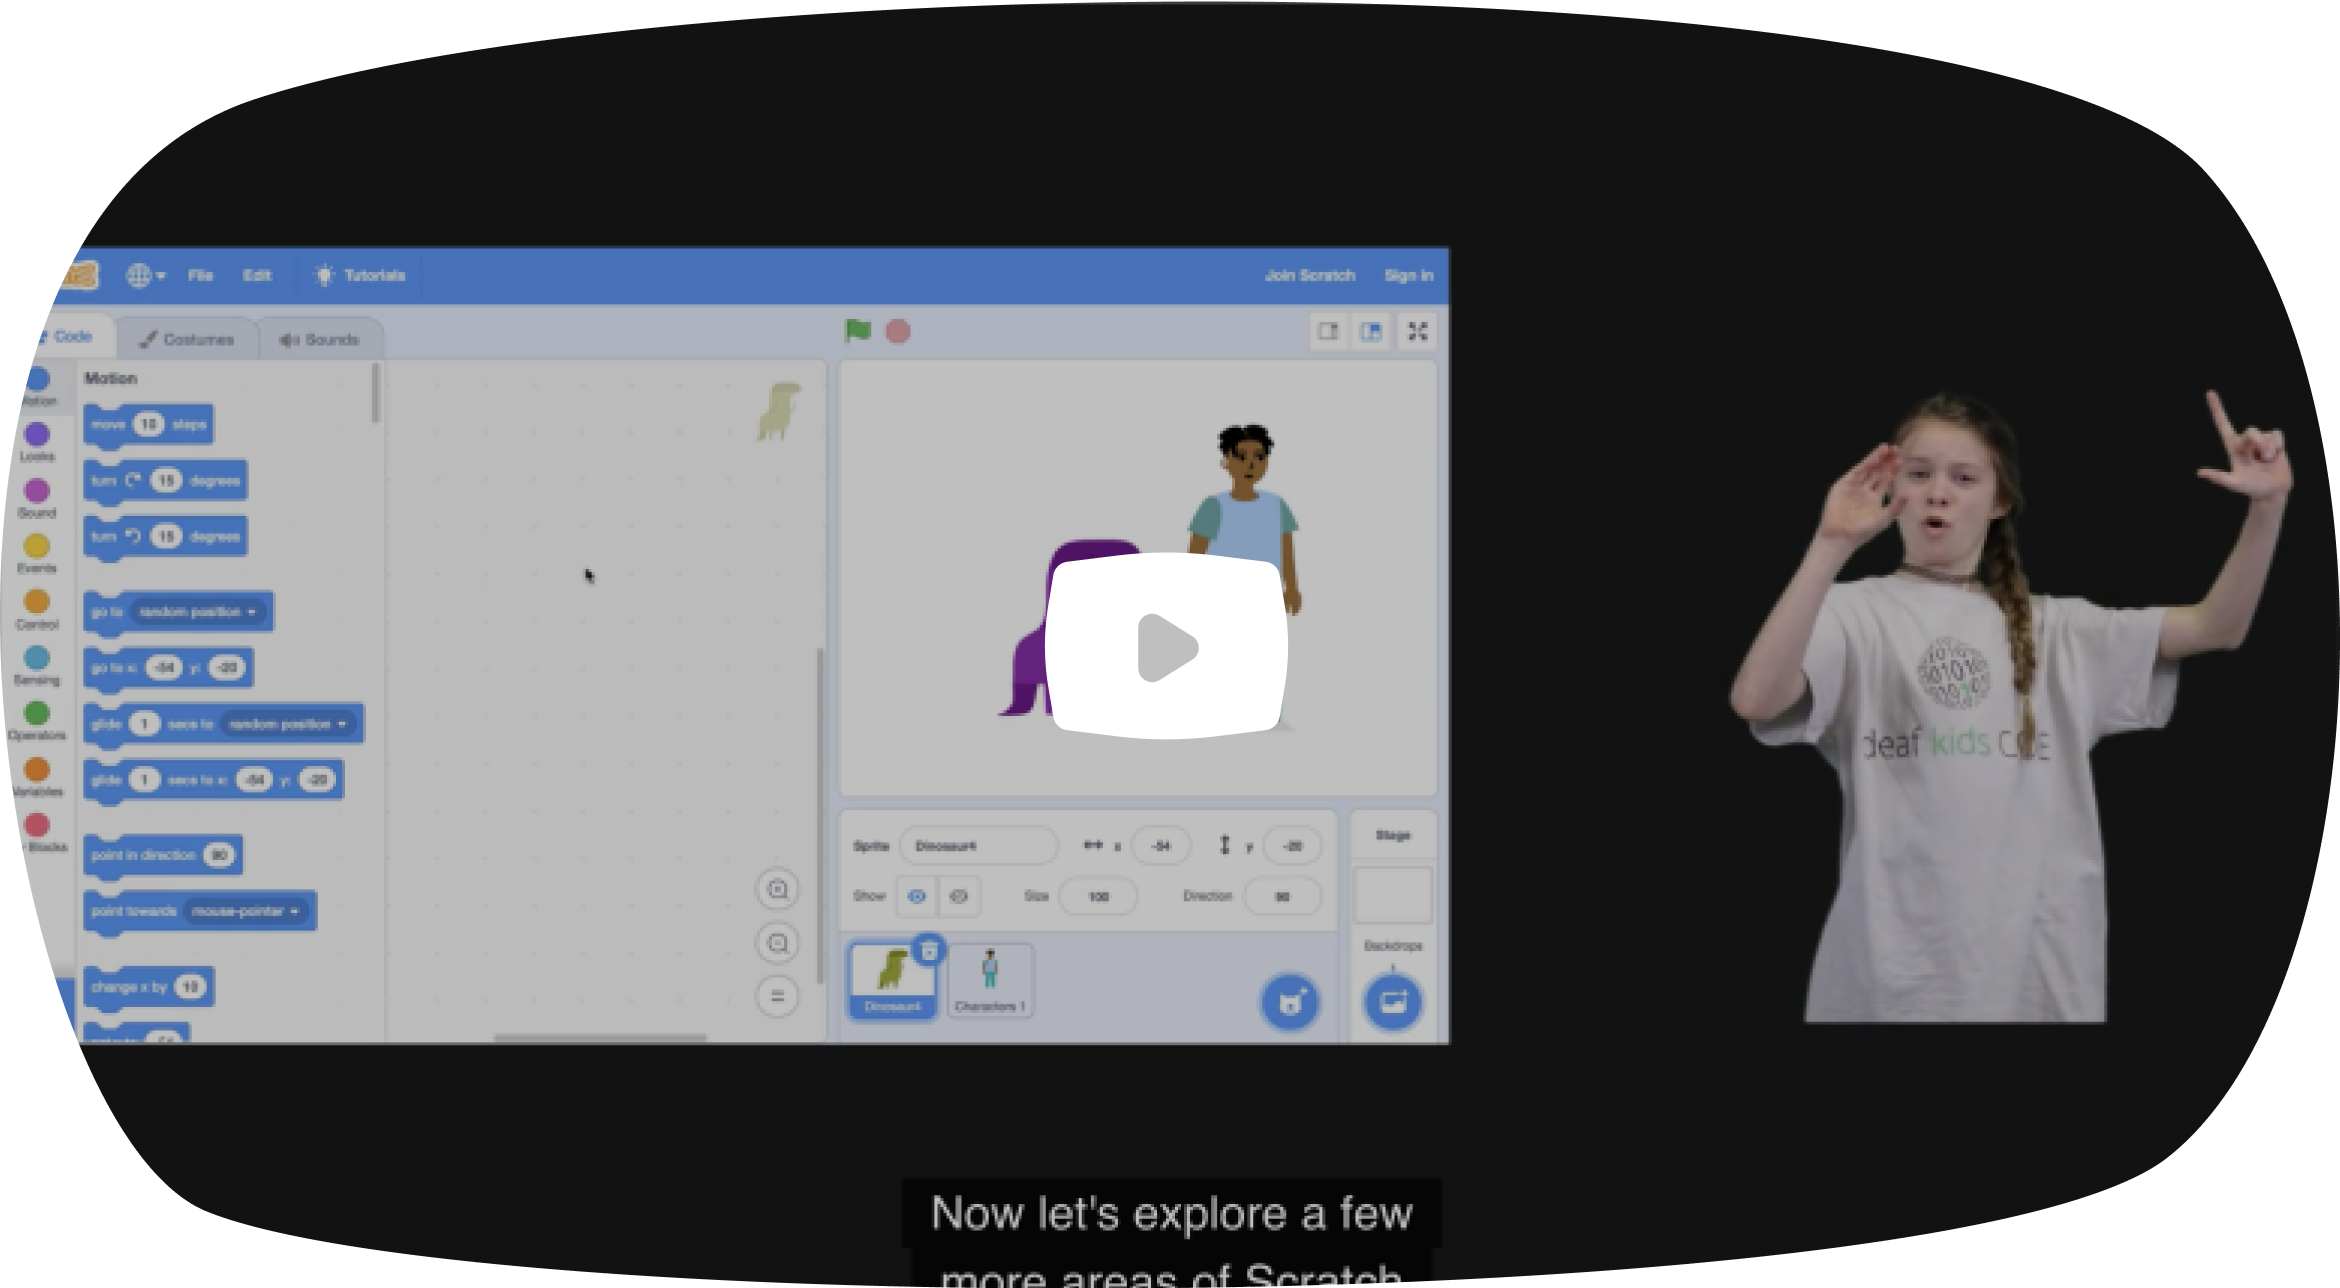 File Edit Tutorials Join Scratch Sign in
Code Costumes Sounds
Motion
move 10 steps
Looks
turn 15 degrees
Sound
turn 15 degrees
Events
go to random position
Control
go to x: -54 y: -20
Sensing
glide 1 secs to random position
Operators
glide 1 secs to x: -54 y: -20
Variables
Blocks
point in direction 90
point towards mouse-pointer
change x by 10
Sprite Dinosaur4 x -54 y -20
Show Size 100 Direction 90
Stage
Backdrops
1
Dinosaur4 Characters 1
01010
deaf kids CODE
Now let's explore a few
more areas of Scratch